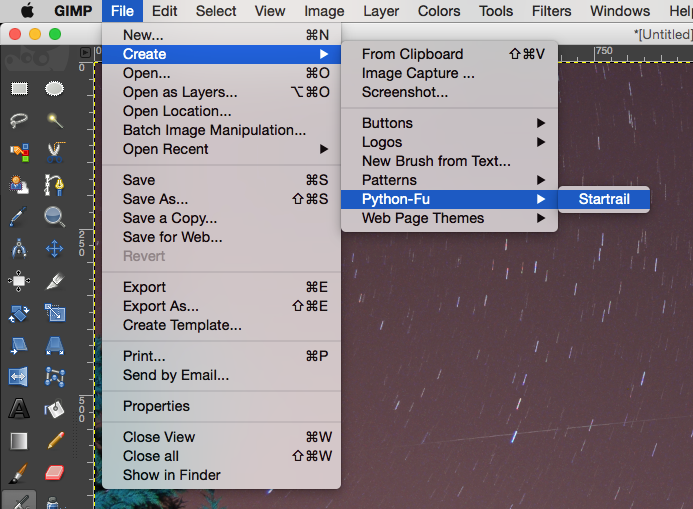 GIMP File Edit Select View Image Layer Colors Tools Filters Windows Help
*[Untitled]
0 750
New... ⌘N
Create
Open... ⌘O
Open as Layers... ⌥⌘O
Open Location...
Batch Image Manipulation...
Open Recent
Save ⌘S
Save As... ⇧⌘S
Save a Copy...
Save for Web...
Revert
Export ⌘E
Export As... ⇧⌘E
Create Template...
Print... ⌘P
Send by Email...
Properties
Close View ⌘W
Close all ⇧⌘W
Show in Finder
From Clipboard ⇧⌘V
Image Capture ...
Screenshot...
Buttons
Logos
New Brush from Text...
Patterns
Python-Fu
Web Page Themes
Startrail
0
250
500